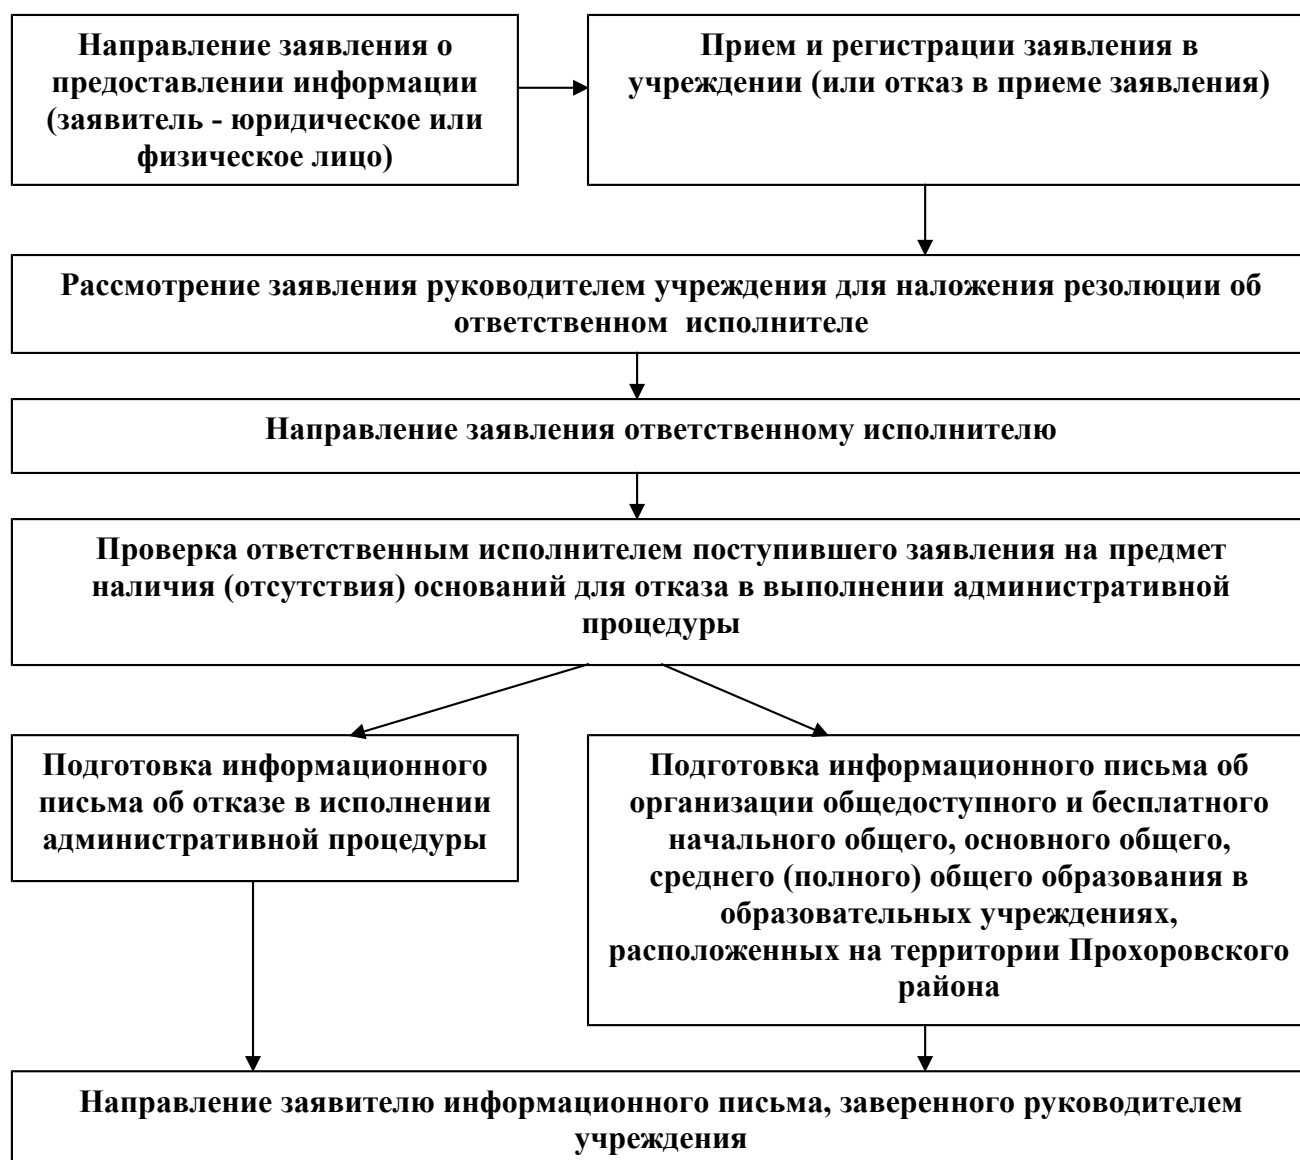 Направление заявления о
предоставлении информации
(заявитель - юридическое или
физическое лицо)
Прием и регистрации заявления в
учреждении (или отказ в приеме заявления)
Рассмотрение заявления руководителем учреждения для наложения резолюции об
ответственном  исполнителе
Направление заявления ответственному исполнителю
Проверка ответственным исполнителем поступившего заявления на предмет
наличия (отсутствия) оснований для отказа в выполнении административной
процедуры
Подготовка информационного
письма об отказе в исполнении
административной процедуры
Подготовка информационного письма об
организации общедоступного и бесплатного
начального общего, основного общего,
среднего (полного) общего образования в
образовательных учреждениях,
расположенных на территории Прохоровского
района
Направление заявителю информационного письма, заверенного руководителем
учреждения